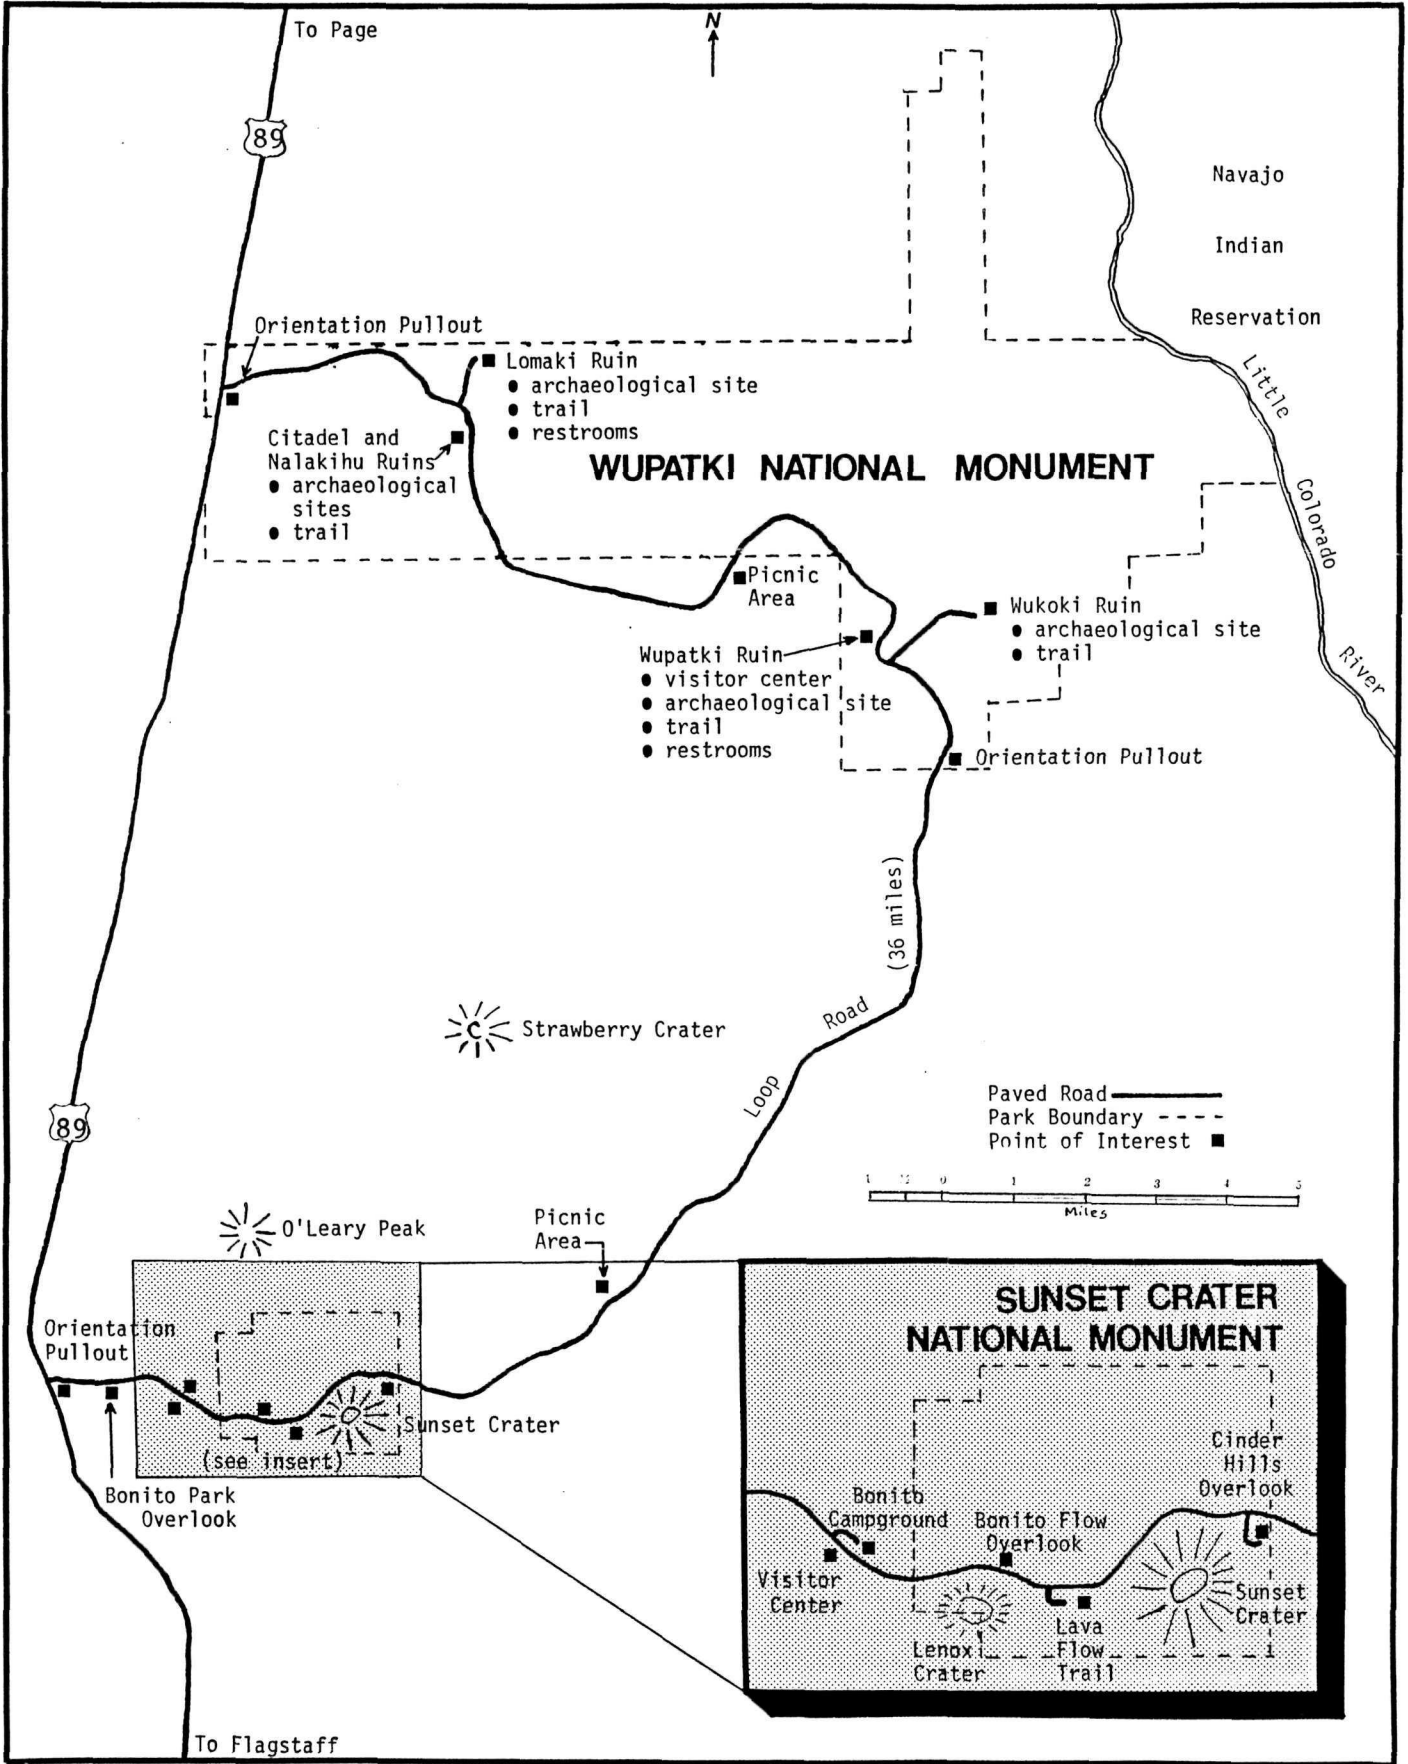 To Page
N
89
Navajo
Indian
Reservation
Orientation Pullout
Lomaki Ruin
● archaeological site
● trail
● restrooms
Little
Colorado
River
Citadel and
Nalakihu Ruins
● archaeological
sites
● trail
WUPATKI NATIONAL MONUMENT
Picnic
Area
Wukoki Ruin
● archaeological site
● trail
Wupatki Ruin
● visitor center
● archaeological site
● trail
● restrooms
Orientation Pullout
(36 miles)
Road
Loop
Strawberry Crater
89
Paved Road
Park Boundary
Point of Interest
1 0 1 2 3 4 5
Miles
O'Leary Peak
Picnic
Area
Orientation
Pullout
Sunset Crater
(see insert)
Bonito Park
Overlook
SUNSET CRATER
NATIONAL MONUMENT
Cinder
Hills
Overlook
Bonito
Campground
Bonito Flow
Overlook
Visitor
Center
Sunset
Crater
Lenox
Crater
Lava
Flow
Trail
To Flagstaff